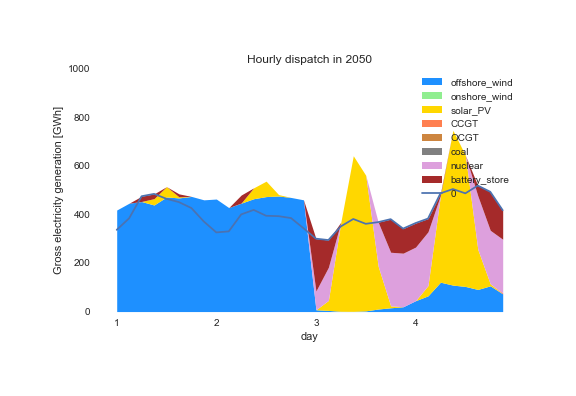 Hourly dispatch in 2050
Gross electricity generation [GWh]
1000
800
600
400
200
0
1
2
3
4
day
offshore_wind
onshore_wind
solar_PV
CCGT
OCGT
coal
nuclear
battery_store
0